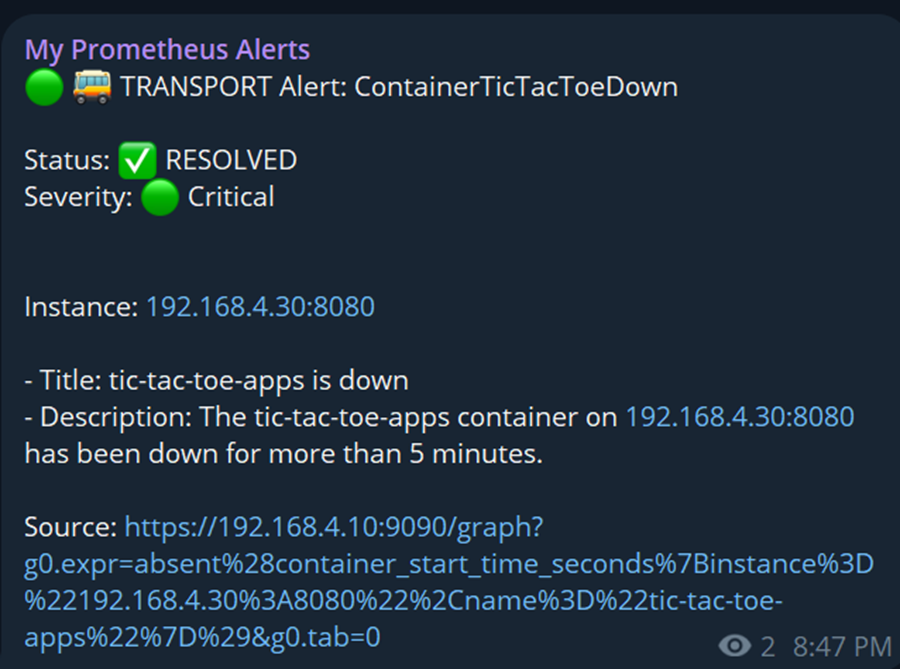 My Prometheus Alerts
🟢 🚌 TRANSPORT Alert: ContainerTicTacToeDown
Status: ✅ RESOLVED
Severity: 🟢 Critical
Instance: 192.168.4.30:8080
- Title: tic-tac-toe-apps is down
- Description: The tic-tac-toe-apps container on 192.168.4.30:8080
has been down for more than 5 minutes.
Source: https://192.168.4.10:9090/graph?
g0.expr=absent%28container_start_time_seconds%7Binstance%3D
%22192.168.4.30%3A8080%22%2Cname%3D%22tic-tac-toe-
apps%22%7D%29&g0.tab=0
2 8:47 PM